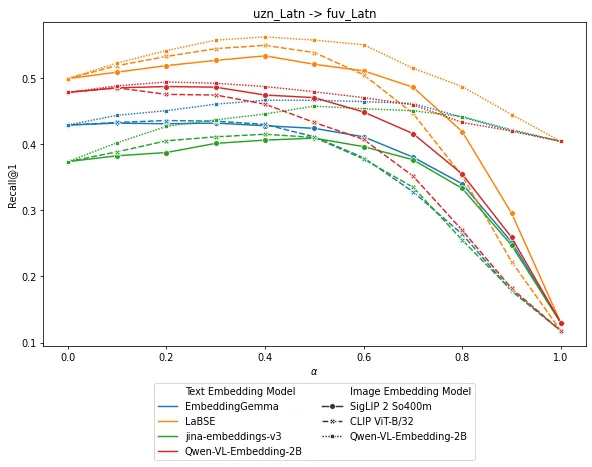 uzn_Latn -> fuv_Latn
Recall@1
0.5
0.4
0.3
0.2
0.1
0.0 0.2 0.4 0.6 0.8 1.0
α
Text Embedding Model Image Embedding Model
EmbeddingGemma SigLIP 2 So400m
LaBSE CLIP ViT-B/32
jina-embeddings-v3 Qwen-VL-Embedding-2B
Qwen-VL-Embedding-2B